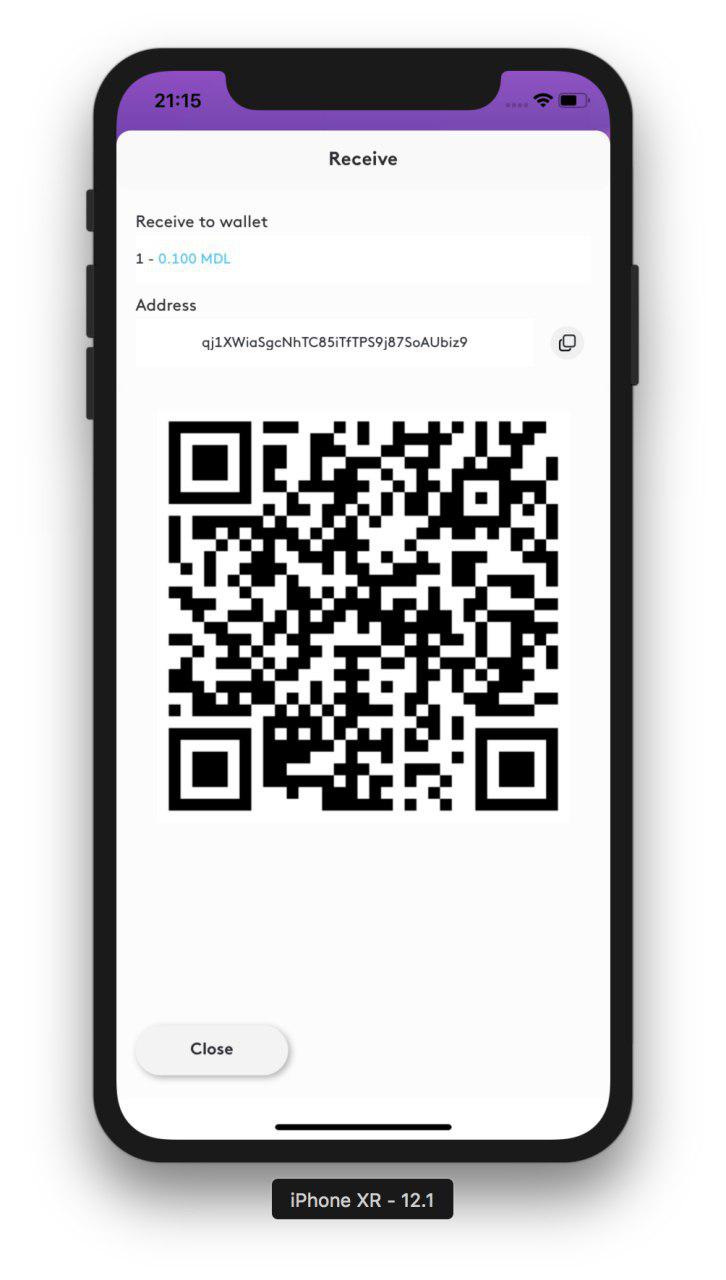 21:15
Receive
Receive to wallet
1 - 0.100 MDL
Address
qj1XWiaSgcNhTC85iTfTPS9j87SoAUbiz9
Close
iPhone XR - 12.1